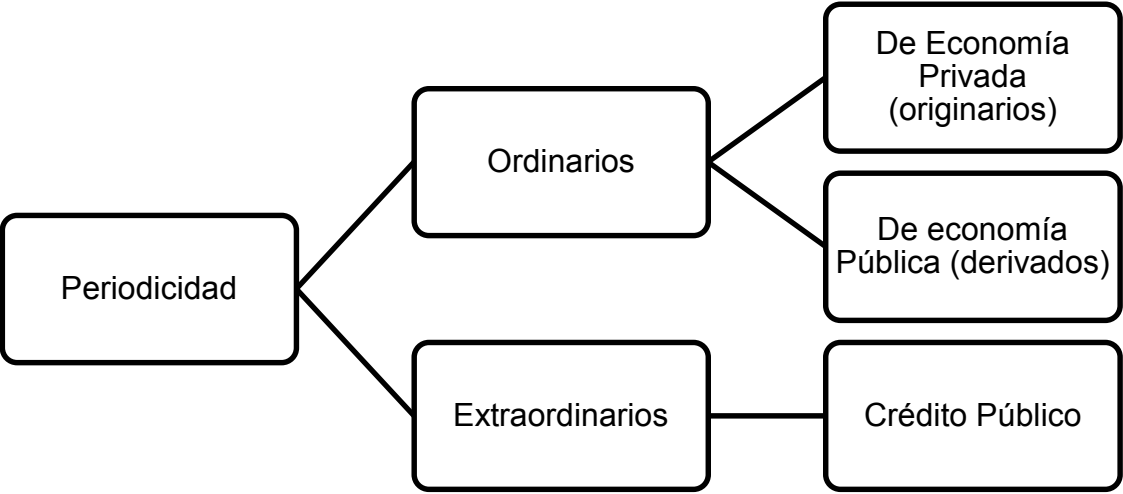 Periodicidad
Ordinarios
De Economía
Privada
(originarios)
De economía
Pública (derivados)
Extraordinarios
Crédito Público